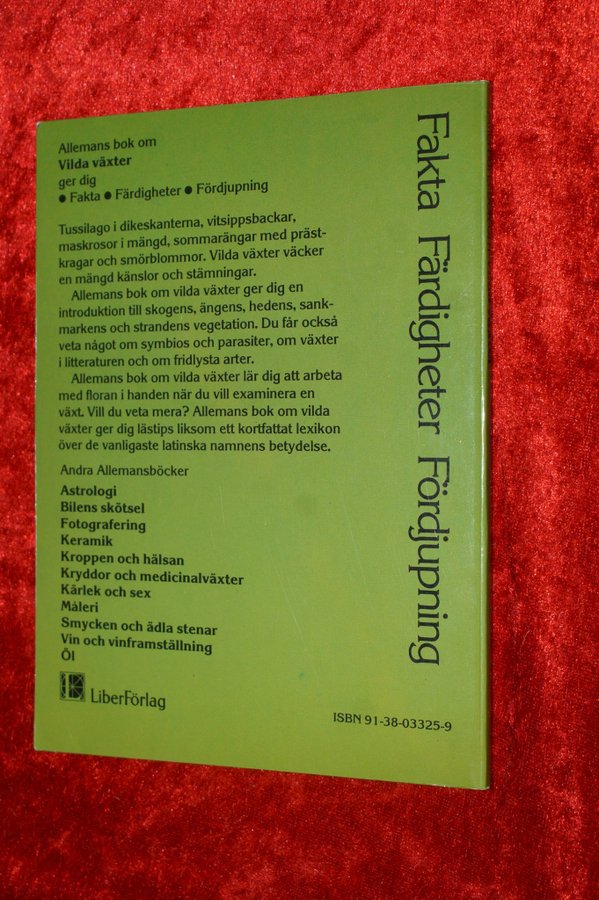 Allemans bok om
Vilda växter
ger dig
● Fakta ● Färdigheter ● Fördjupning
Tussilago i dikeskanterna, vitsippsbackar,
maskrosor i mängd, sommarängar med präst-
kragar och smörblommor. Vilda växter väcker
en mängd känslor och stämningar.
Allemans bok om vilda växter ger dig en
introduktion till skogens, ängens, hedens, sank-
markens och strandens vegetation. Du får också
veta något om symbios och parasiter, om växter
i litteraturen och om fridlysta arter.
Allemans bok om vilda växter lär dig att arbeta
med floran i handen när du vill examinera en
växt. Vill du veta mera? Allemans bok om vilda
växter ger dig lästips liksom ett kortfattat lexikon
över de vanligaste latinska namnens betydelse.
Andra Allemansböcker
Astrologi
Bilens skötsel
Fotografering
Keramik
Kroppen och hälsan
Kryddor och medicinalväxter
Kärlek och sex
Måleri
Smycken och ädla stenar
Vin och vinframställning
Öl
LiberFörlag
ISBN 91-38-03325-9
Fakta Färdigheter Fördjupning